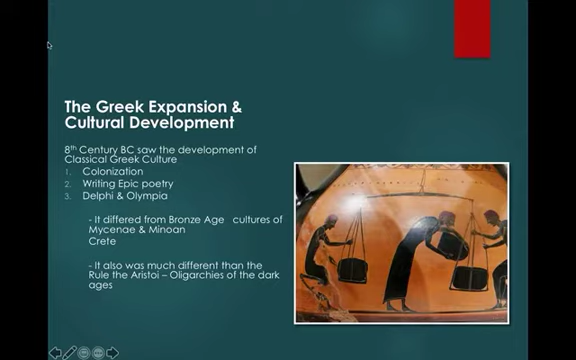 The Greek Expansion &
Cultural Development
8th Century BC saw the development of
Classical Greek Culture
1. Colonization
2. Writing Epic poetry
3. Delphi & Olympia
- It differed from Bronze Age cultures of
Mycenae & Minoan
Crete
- It also was much different than the
Rule the Aristoi – Oligarchies of the dark
ages